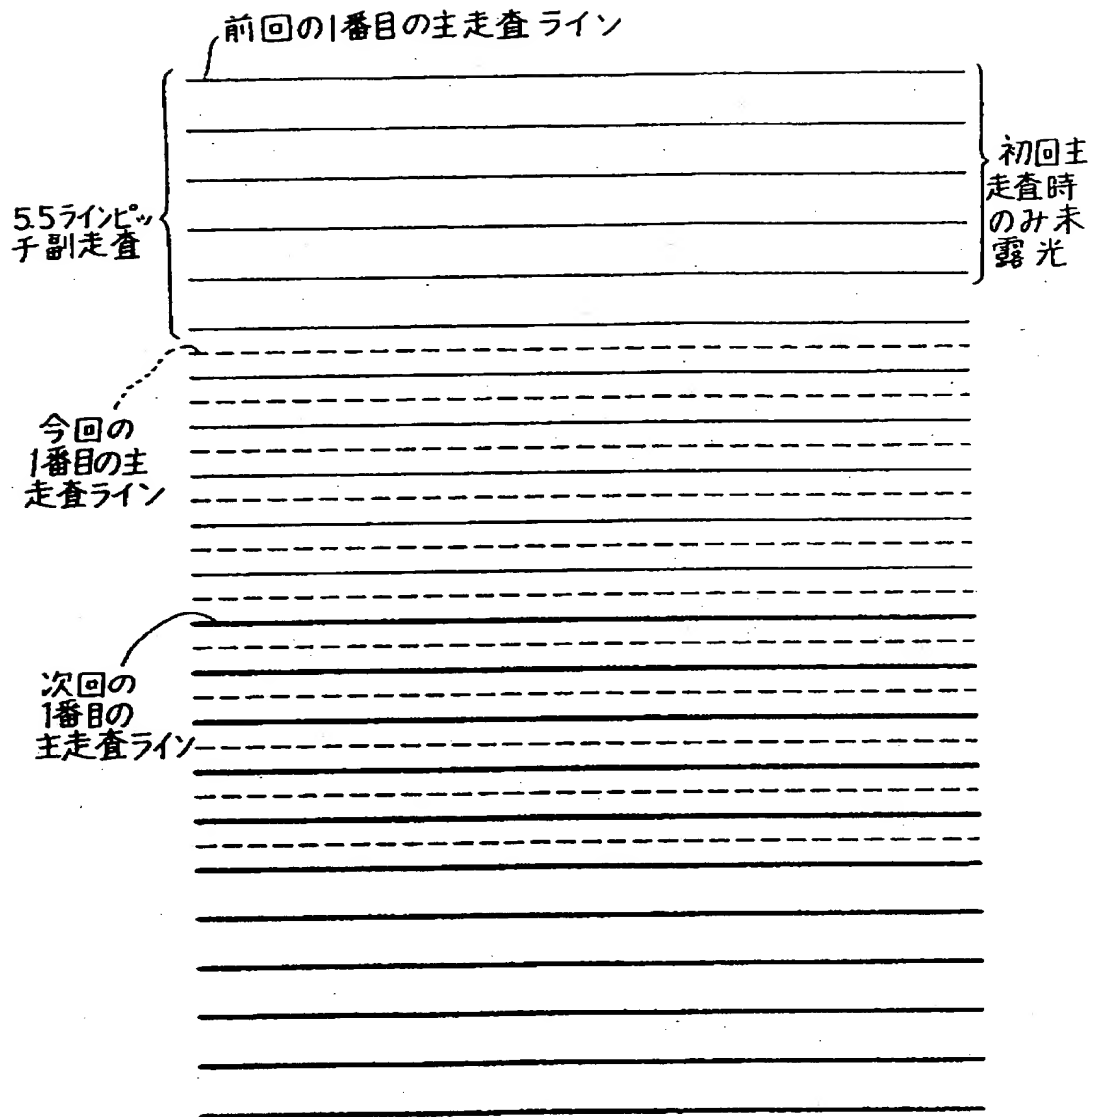 前回の1番目の主走査ライン
初回主
走査時
のみ未
露光
5.5ラインピッ
チ副走査
今回の
1番目の主
走査ライン
次回の
1番目の
主走査ライン